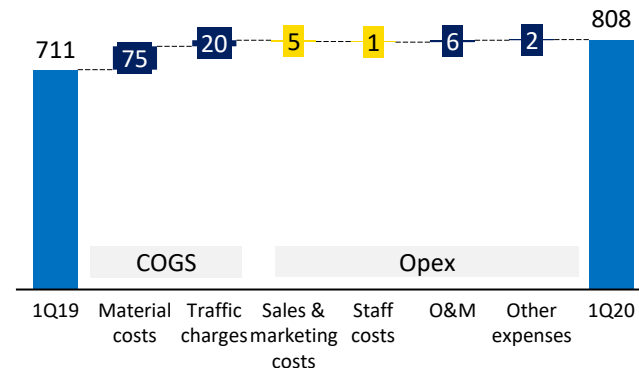 711
75
20
5
1
6
2
808
COGS
Opex
1Q19
Material
costs
Traffic
charges
Sales &
marketing
costs
Staff
costs
O&M
Other
expenses
1Q20